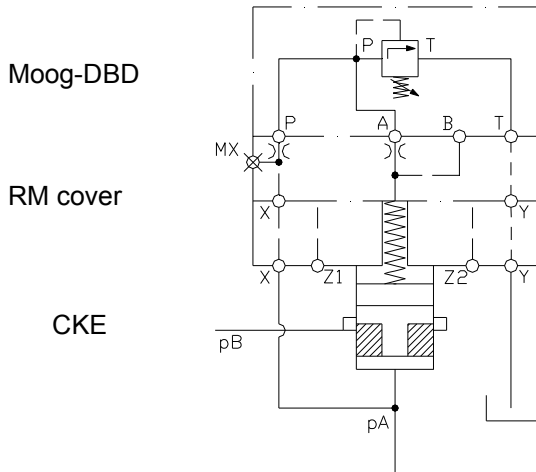 P T
Moog-DBD
P A B T
MX
RM cover
X Y
X Z1 Z2 Y
CKE
pB
pA